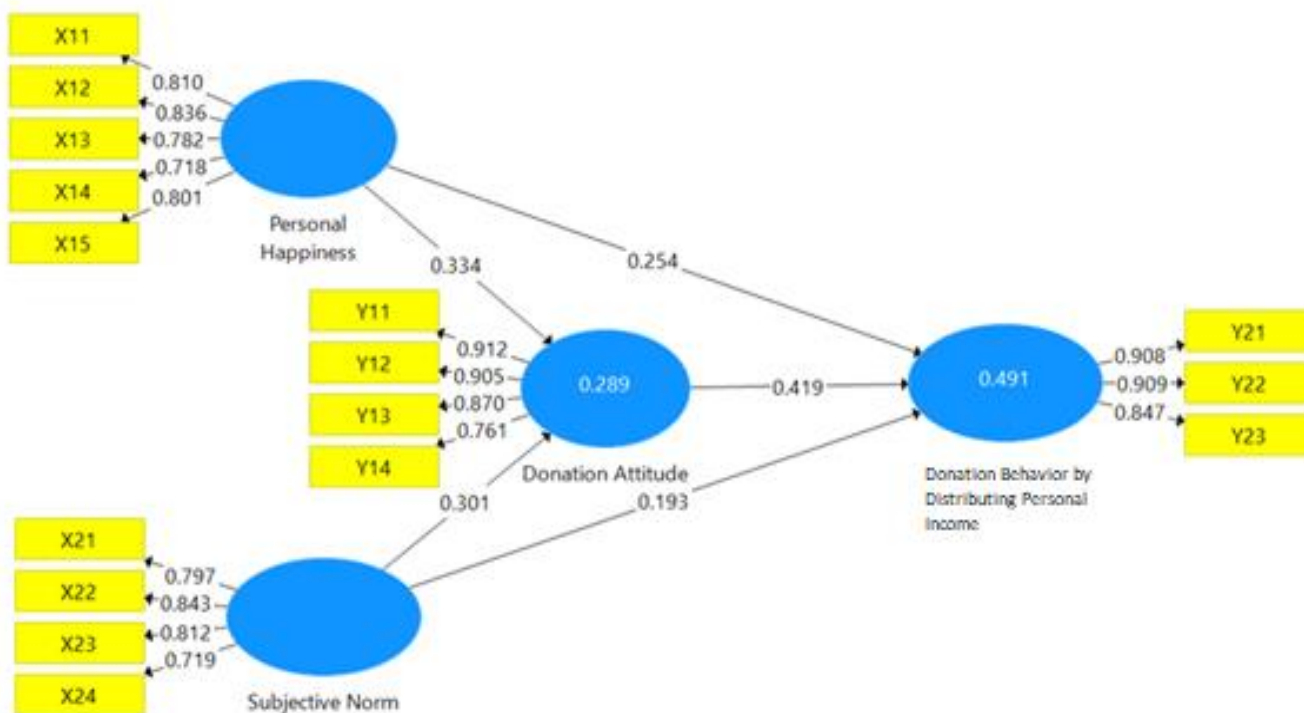 X11
X12
X13
X14
X15
0.810
0.836
0.782
0.718
0.801
Personal
Happiness
0.334
0.254
Y11
Y12
Y13
Y14
0.912
0.905
0.870
0.761
0.289
Donation Attitude
0.419
0.491
Donation Behavior by
Distributing Personal
Income
0.908
0.909
0.847
Y21
Y22
Y23
0.301
0.193
X21
X22
X23
X24
0.797
0.843
0.812
0.719
Subjective Norm